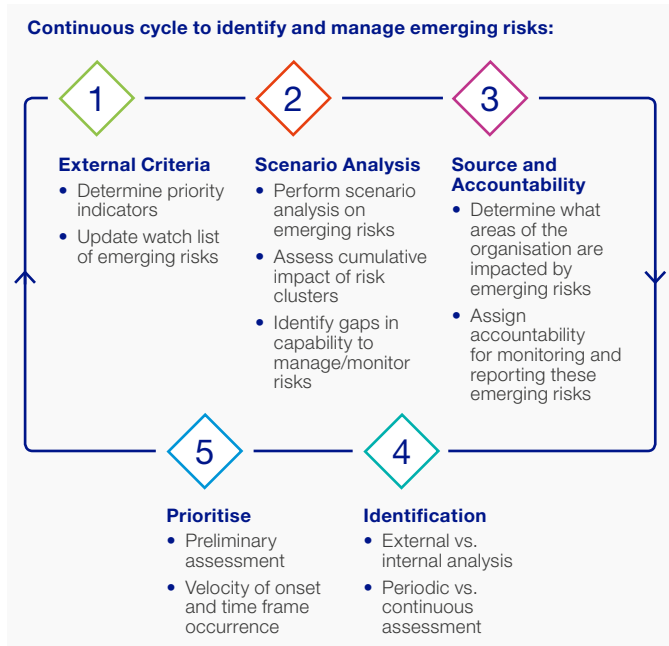 Continuous cycle to identify and manage emerging risks:
1
2
3
External Criteria
• Determine priority
indicators
• Update watch list
of emerging risks
Scenario Analysis
• Perform scenario
analysis on
emerging risks
• Assess cumulative
impact of risk
clusters
• Identify gaps in
capability to
manage/monitor
risks
Source and
Accountability
• Determine what
areas of the
organisation are
impacted by
emerging risks
• Assign
accountability
for monitoring and
reporting these
emerging risks
5
4
Prioritise
• Preliminary
assessment
• Velocity of onset
and time frame
occurrence
Identification
• External vs.
internal analysis
• Periodic vs.
continuous
assessment